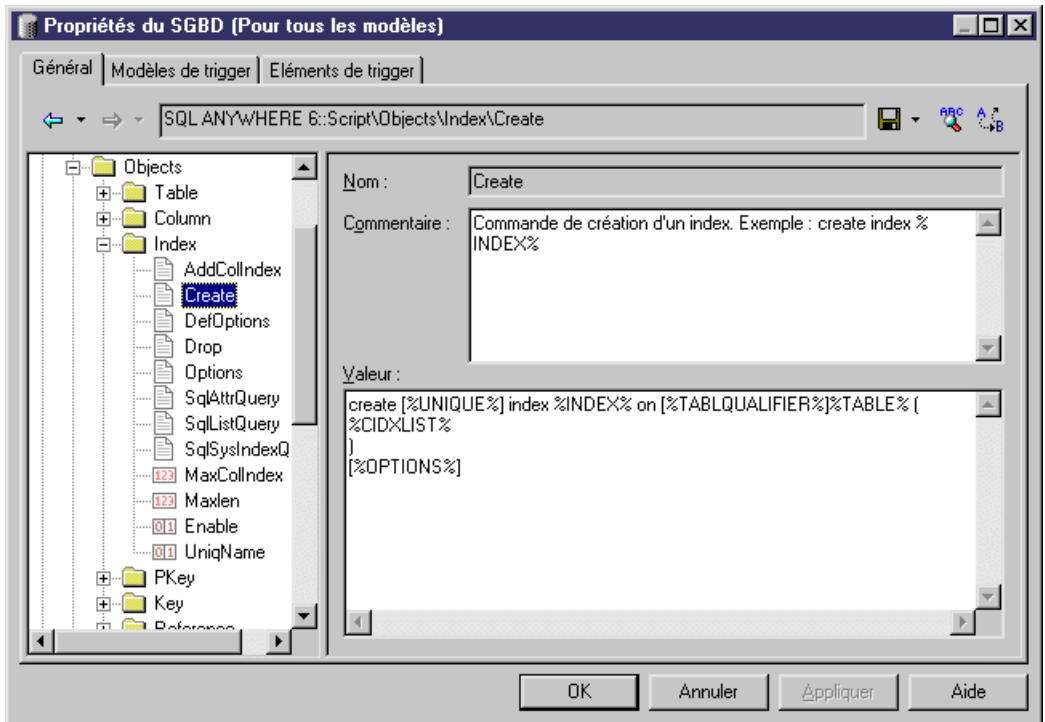 Propriétés du SGBD (Pour tous les modèles)
Général
Modèles de trigger
Eléments de trigger
SQL ANYWHERE 6::Script\Objects\Index\Create
Objects
Table
Column
Index
AddColIndex
Create
DefOptions
Drop
Options
SqlAttrQuery
SqlListQuery
SqlSysIndexQ
MaxColIndex
Maxlen
Enable
UniqName
PKey
Key
Reference
Nom :
Create
Commentaire :
Commande de création d'un index. Exemple : create index %
INDEX%
Valeur :
create [%UNIQUE%] index %INDEX% on [%TABLQUALIFIER%]%TABLE% (
%CIDXLIST%
)
[%OPTIONS%]
OK
Annuler
Appliquer
Aide